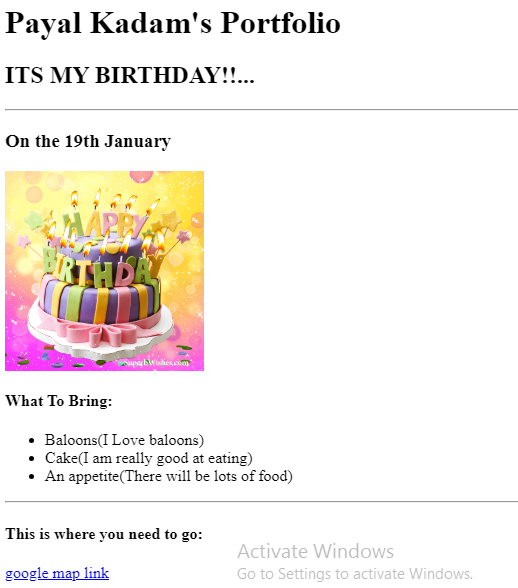 Payal Kadam's Portfolio
ITS MY BIRTHDAY!!...
On the 19th January
HAPPY
BIRTHDAY
SuperbWishes.com
What To Bring:
Baloons(I Love baloons)
Cake(I am really good at eating)
An appetite(There will be lots of food)
This is where you need to go:
google map link
Activate Windows
Go to Settings to activate Windows.